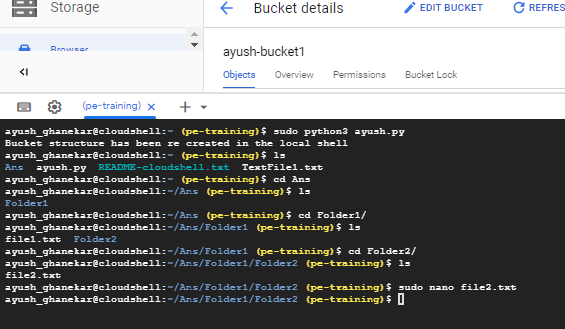 Storage
Bucket details
EDIT BUCKET
REFRES
Browser
ayush-bucket1
Objects Overview Permissions Bucket Lock
(pe-training)
ayush_ghanekar@cloudshell:~ (pe-training)$ sudo python3 ayush.py
Bucket structure has been re created in the local shell
ayush_ghanekar@cloudshell:~ (pe-training)$ ls
Ans ayush.py README-cloudshell.txt TextFile1.txt
ayush_ghanekar@cloudshell:~ (pe-training)$ cd Ans
ayush_ghanekar@cloudshell:~/Ans (pe-training)$ ls
Folder1
ayush_ghanekar@cloudshell:~/Ans (pe-training)$ cd Folder1/
ayush_ghanekar@cloudshell:~/Ans/Folder1 (pe-training)$ ls
file1.txt Folder2
ayush_ghanekar@cloudshell:~/Ans/Folder1 (pe-training)$ cd Folder2/
ayush_ghanekar@cloudshell:~/Ans/Folder1/Folder2 (pe-training)$ ls
file2.txt
ayush_ghanekar@cloudshell:~/Ans/Folder1/Folder2 (pe-training)$ sudo nano file2.txt
ayush_ghanekar@cloudshell:~/Ans/Folder1/Folder2 (pe-training)$